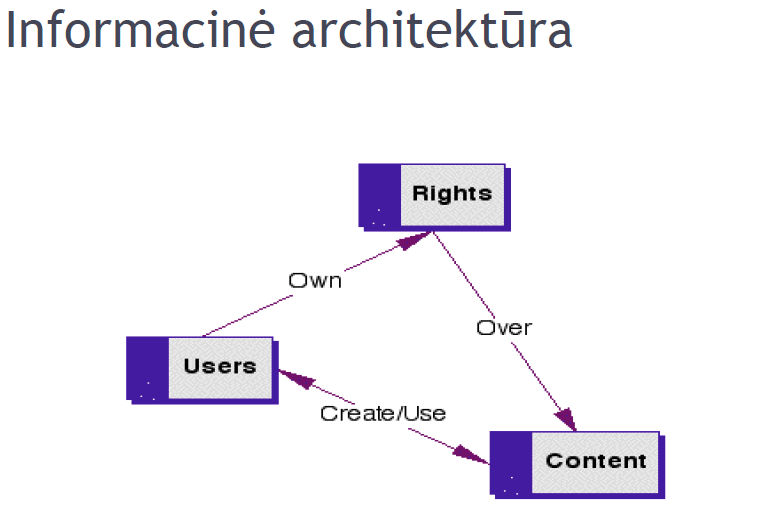 Informacinė architektūra
Rights
Own
Over
Users
Create/Use
Content